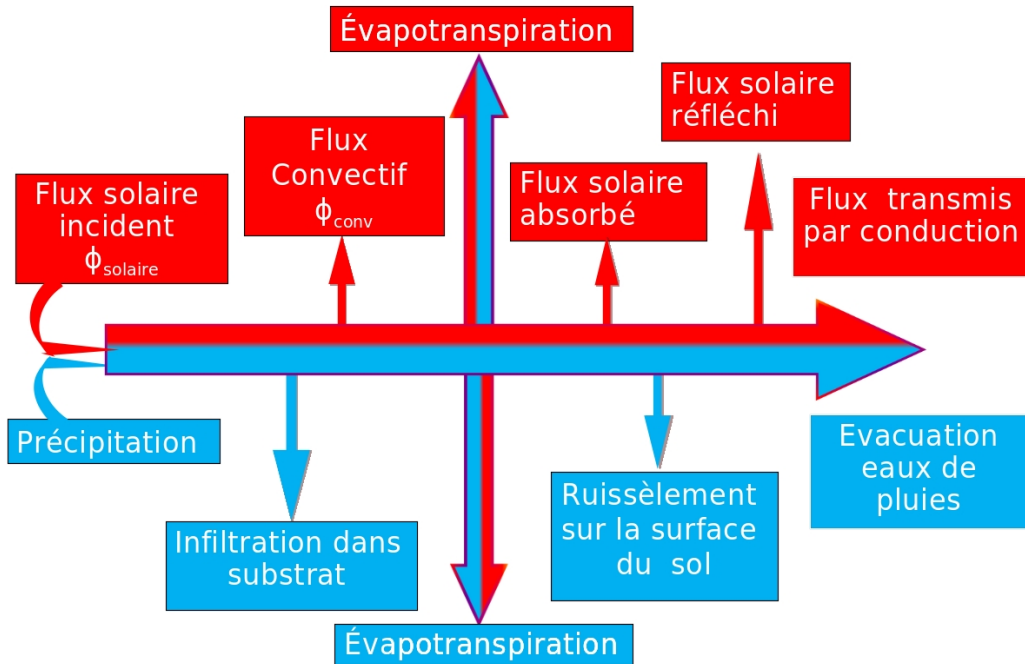 Évapotranspiration
Flux solaire
réfléchi
Flux
Convectif
ϕconv
Flux solaire
absorbé
Flux solaire
incident
ϕsolaire
Flux transmis
par conduction
Précipitation
Evacuation
eaux de
pluies
Ruissèlement
sur la surface
du sol
Infiltration dans
substrat
Évapotranspiration